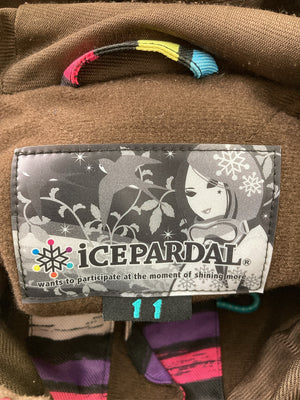 iCEPARDAL®
wants to participate at the moment of shining more
11